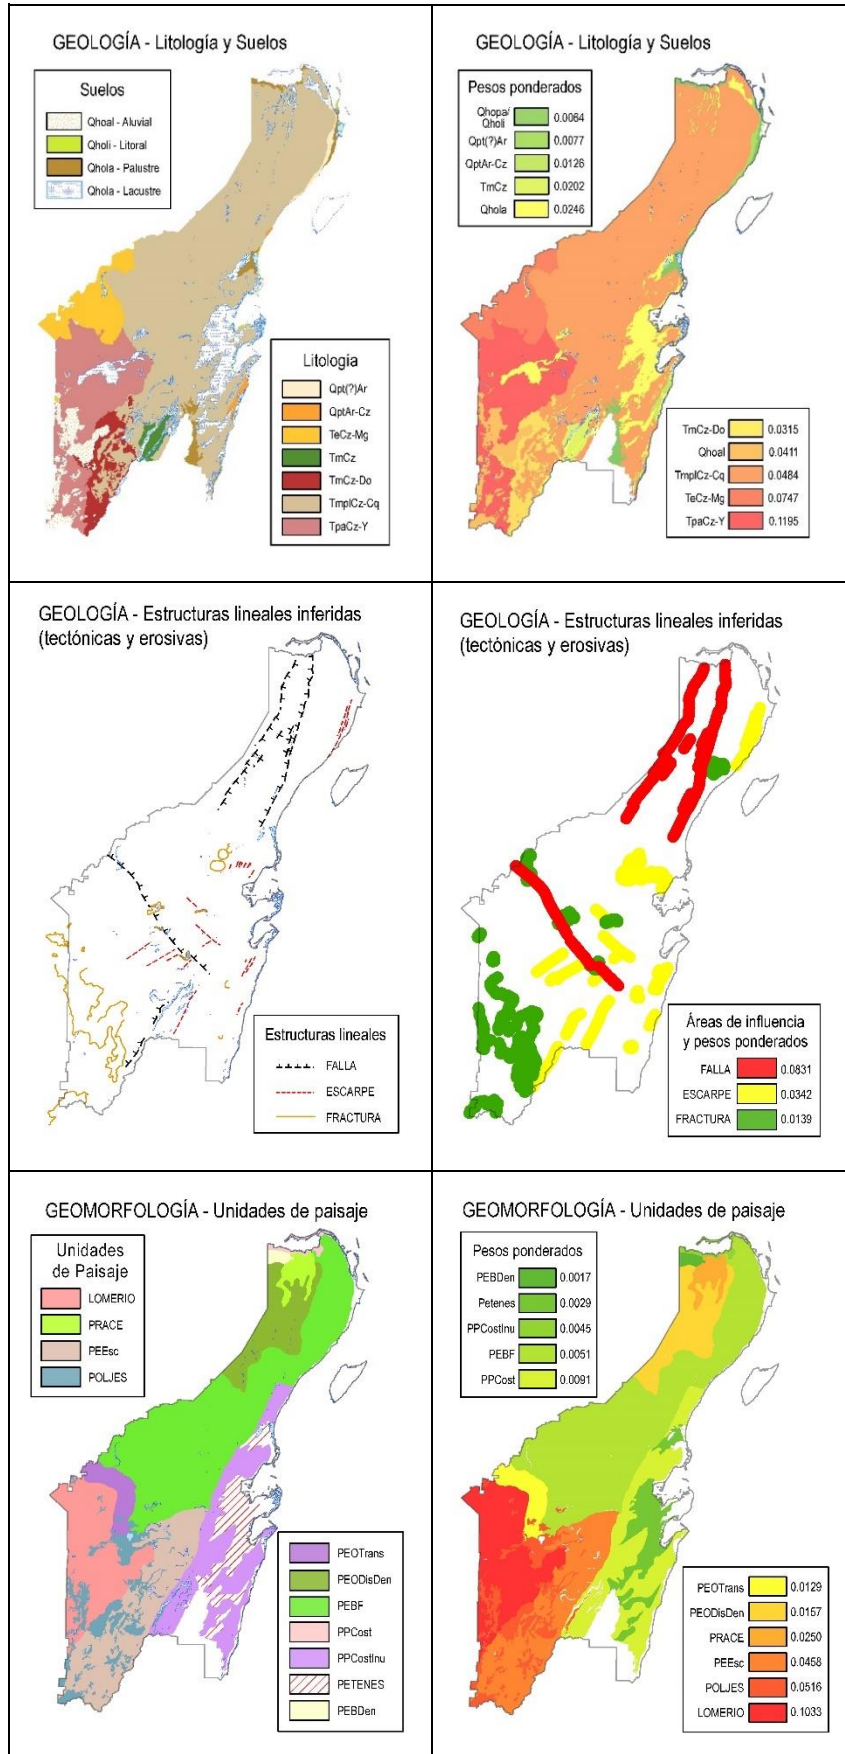 GEOLOGÍA - Litología y Suelos
Suelos
Qhoal - Aluvial
Qholi - Litoral
Qhola - Palustre
Qhola - Lacustre
Litología
Qpt(?)Ar
QptAr-Cz
TeCz-Mg
TmCz
TmCz-Do
TmplCz-Cq
TpaCz-Y
GEOLOGÍA - Litología y Suelos
Pesos ponderados
Qhopa/
Qholi 0.0064
Qpt(?)Ar 0.0077
QptAr-Cz 0.0126
TmCz 0.0202
Qhola 0.0246
TmCz-Do 0.0315
Qhoal 0.0411
TmplCz-Cq 0.0484
TeCz-Mg 0.0747
TpaCz-Y 0.1195
GEOLOGÍA - Estructuras lineales inferidas
(tectónicas y erosivas)
Estructuras lineales
FALLA
ESCARPE
FRACTURA
GEOLOGÍA - Estructuras lineales inferidas
(tectónicas y erosivas)
Áreas de influencia
y pesos ponderados
FALLA 0.0831
ESCARPE 0.0342
FRACTURA 0.0139
GEOMORFOLOGÍA - Unidades de paisaje
Unidades
de Paisaje
LOMERIO
PRACE
PEEsc
POLJES
PEOTrans
PEODisDen
PEBF
PPCost
PPCostInu
PETENES
PEBDen
GEOMORFOLOGÍA - Unidades de paisaje
Pesos ponderados
PEBDen 0.0017
Petenes 0.0029
PPCostInu 0.0045
PEBF 0.0051
PPCost 0.0091
PEOTrans 0.0129
PEODisDen 0.0157
PRACE 0.0250
PEEsc 0.0458
POLJES 0.0516
LOMERIO 0.1033